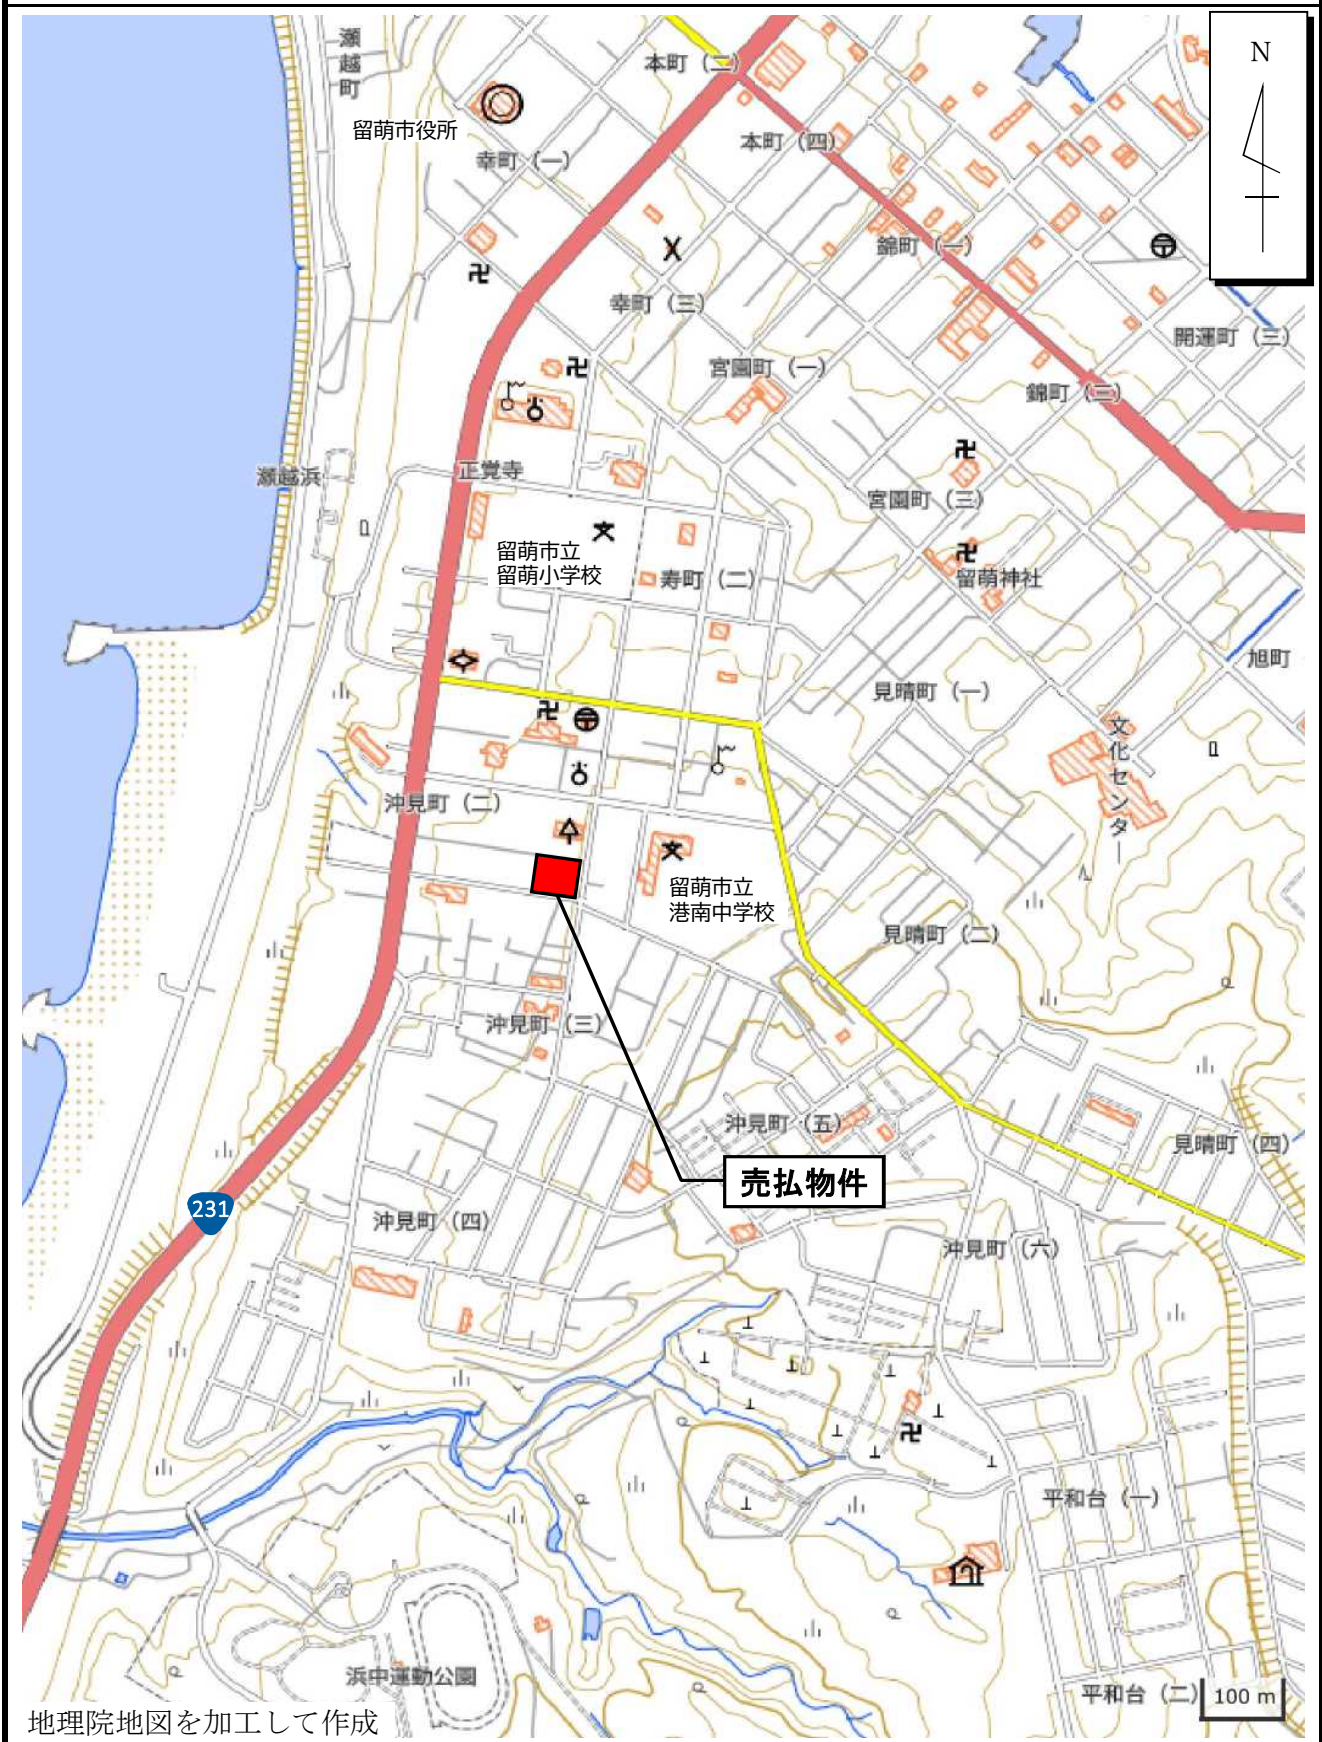 瀬越町
本町（二）
N
留萌市役所
幸町（一）
本町（四）
錦町（一）
幸町（三）
開運町（三）
宮園町（一）
錦町（三）
正覚寺
瀬越浜
宮園町（三）
留萌市立
留萌小学校
寿町（二）
留萌神社
旭町
見晴町（一）
文化センター
沖見町（二）
留萌市立
港南中学校
見晴町（二）
沖見町（三）
沖見町（五）
見晴町（四）
売払物件
231
沖見町（四）
沖見町（六）
平和台（一）
浜中運動公園
平和台（二）
100 m
地理院地図を加工して作成